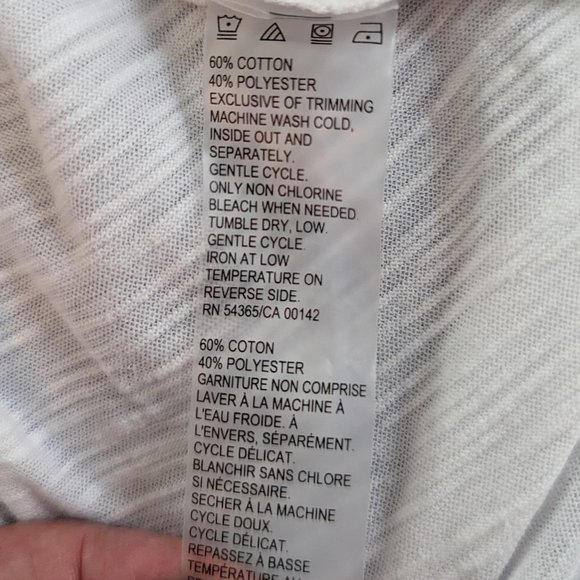 60% COTTON
40% POLYESTER
EXCLUSIVE OF TRIMMING
MACHINE WASH COLD,
INSIDE OUT AND
SEPARATELY.
GENTLE CYCLE.
ONLY NON CHLORINE
BLEACH WHEN NEEDED.
TUMBLE DRY, LOW.
GENTLE CYCLE.
IRON AT LOW
TEMPERATURE ON
REVERSE SIDE.
RN 54365/CA 00142
60% COTON
40% POLYESTER
GARNITURE NON COMPRISE
LAVER À LA MACHINE À
L'EAU FROIDE. À
L'ENVERS, SÉPARÉMENT.
CYCLE DÉLICAT.
BLANCHIR SANS CHLORE
SI NÉCESSAIRE.
SECHER À LA MACHINE
CYCLE DOUX.
CYCLE DÉLICAT.
REPASSEZ À BASSE
TEMPÉRATURE